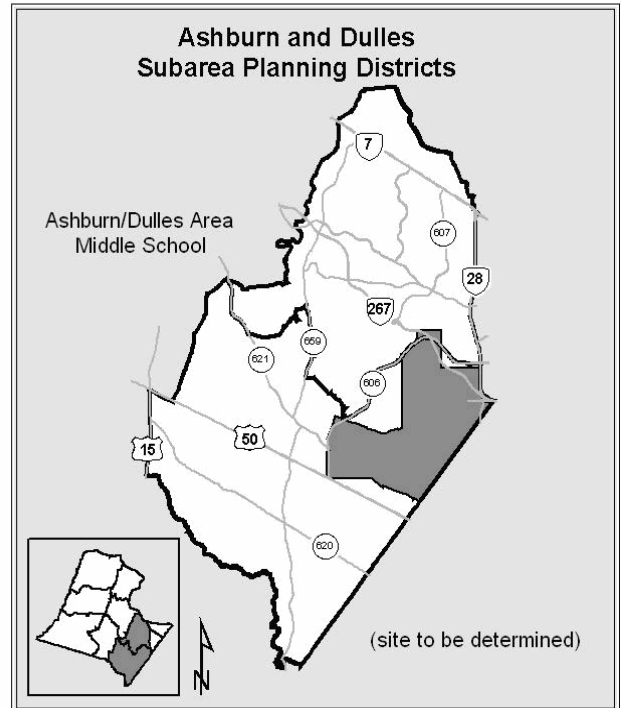 Ashburn and Dulles
Subarea Planning Districts
7
Ashburn/Dulles Area
Middle School
607
28
267
659
621
606
50
15
620
(site to be determined)
N